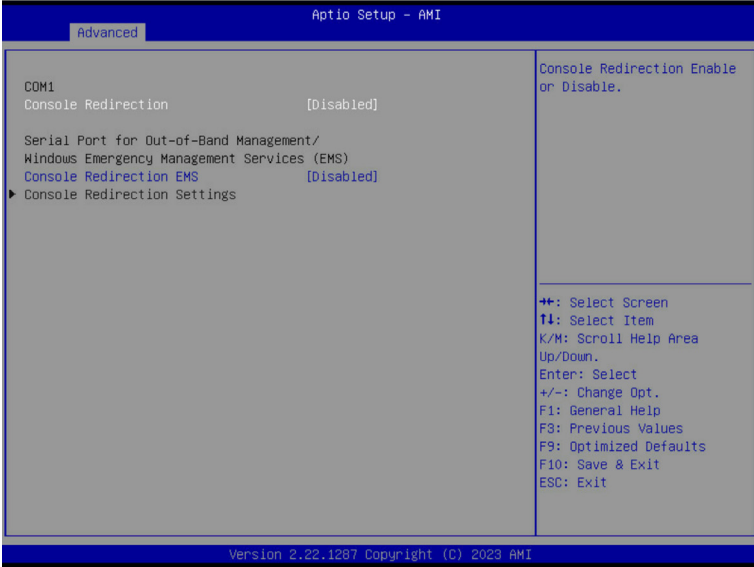 Aptio Setup – AMI
Advanced
COM1
Console Redirection [Disabled]
Serial Port for Out-of-Band Management/
Windows Emergency Management Services (EMS)
Console Redirection EMS [Disabled]
▶ Console Redirection Settings
Console Redirection Enable
or Disable.
→←: Select Screen
↑↓: Select Item
K/M: Scroll Help Area
Up/Down.
Enter: Select
+/-: Change Opt.
F1: General Help
F3: Previous Values
F9: Optimized Defaults
F10: Save & Exit
ESC: Exit
Version 2.22.1287 Copyright (C) 2023 AMI